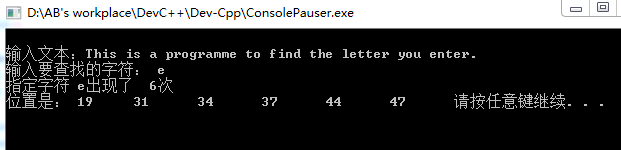 D:\AB's workplace\DevC++\Dev-Cpp\ConsolePauser.exe
输入文本：This is a programme to find the letter you enter.
输入要查找的字符： e
指定字符 e出现了  6次
位置是： 19 31 34 37 44 47 请按任意键继续. . .